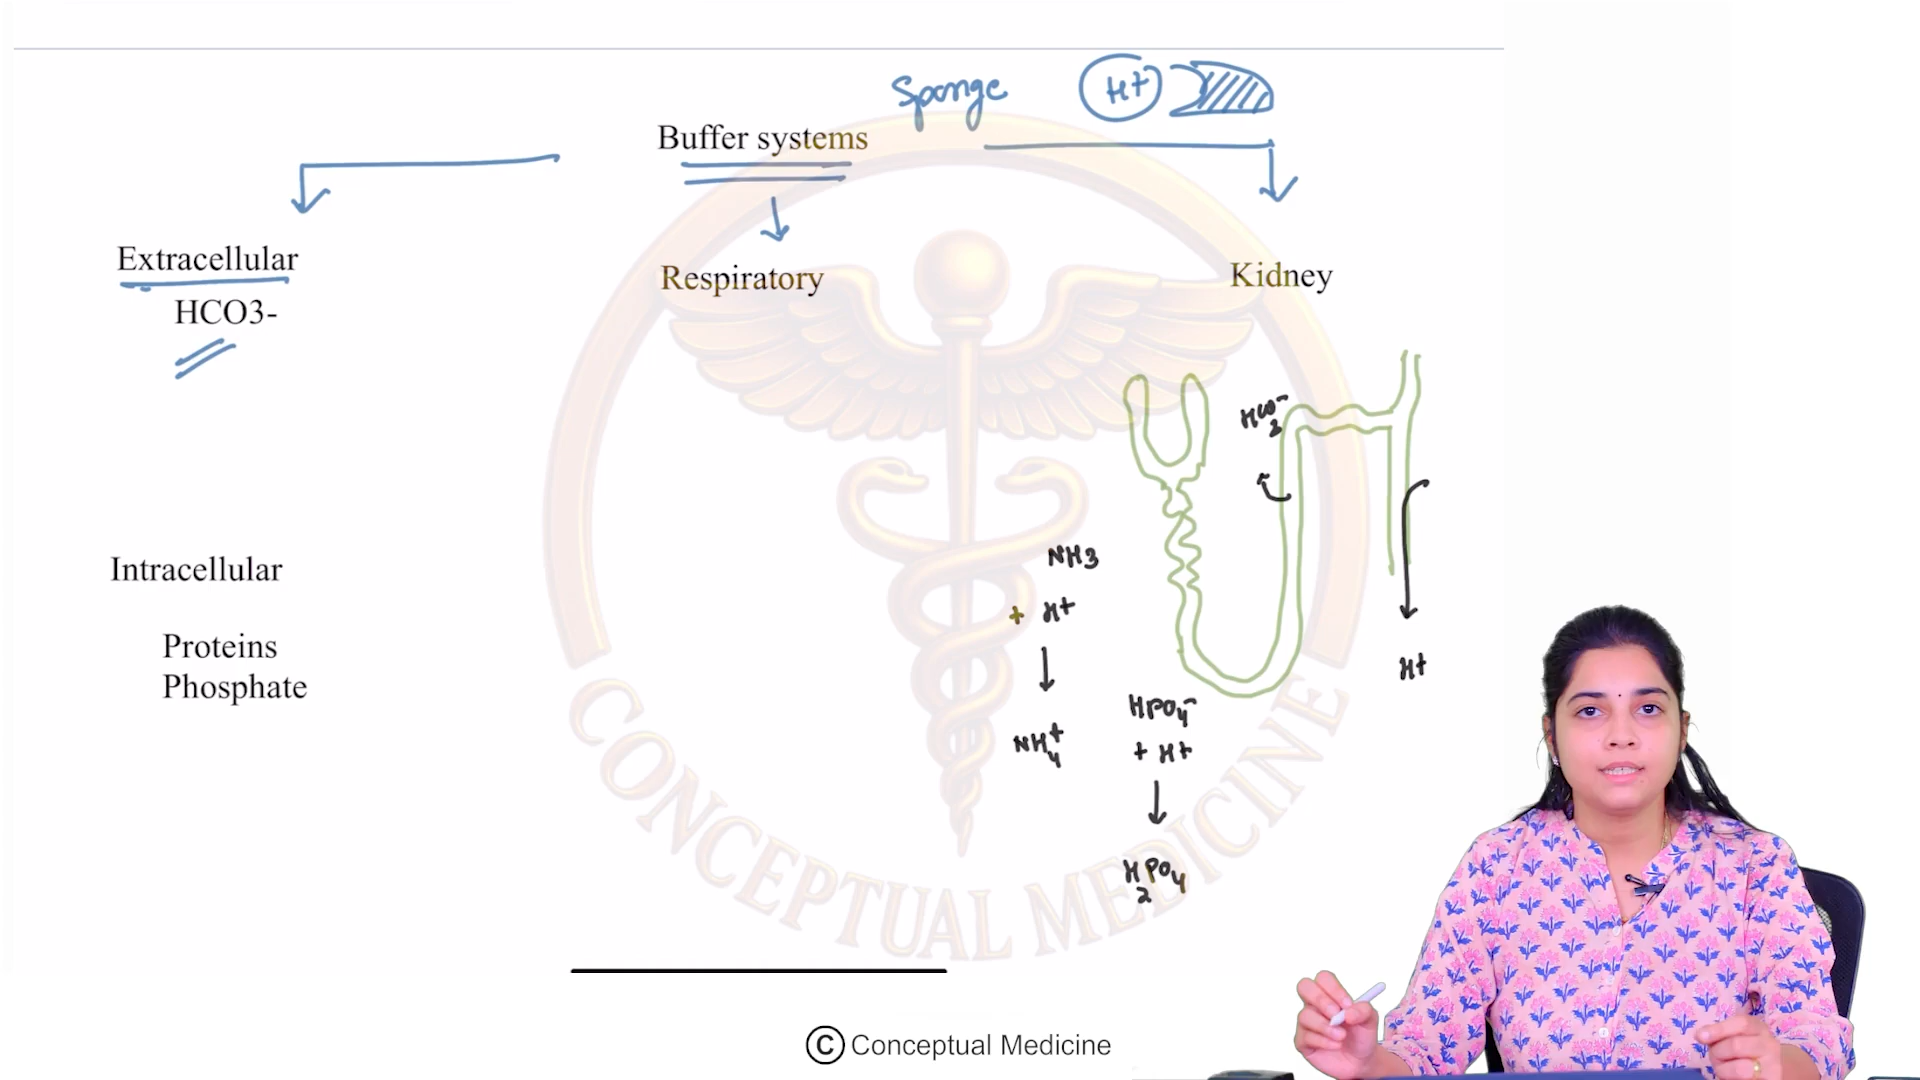 Sponge
H+
Buffer systems
Extracellular
HCO3-
Respiratory
Kidney
HCO3-
NH3
+ H+
NH4+
Intracellular
Proteins
Phosphate
HPO4-
+ H+
H2PO4
H+
CONCEPTUAL MEDICINE
© Conceptual Medicine